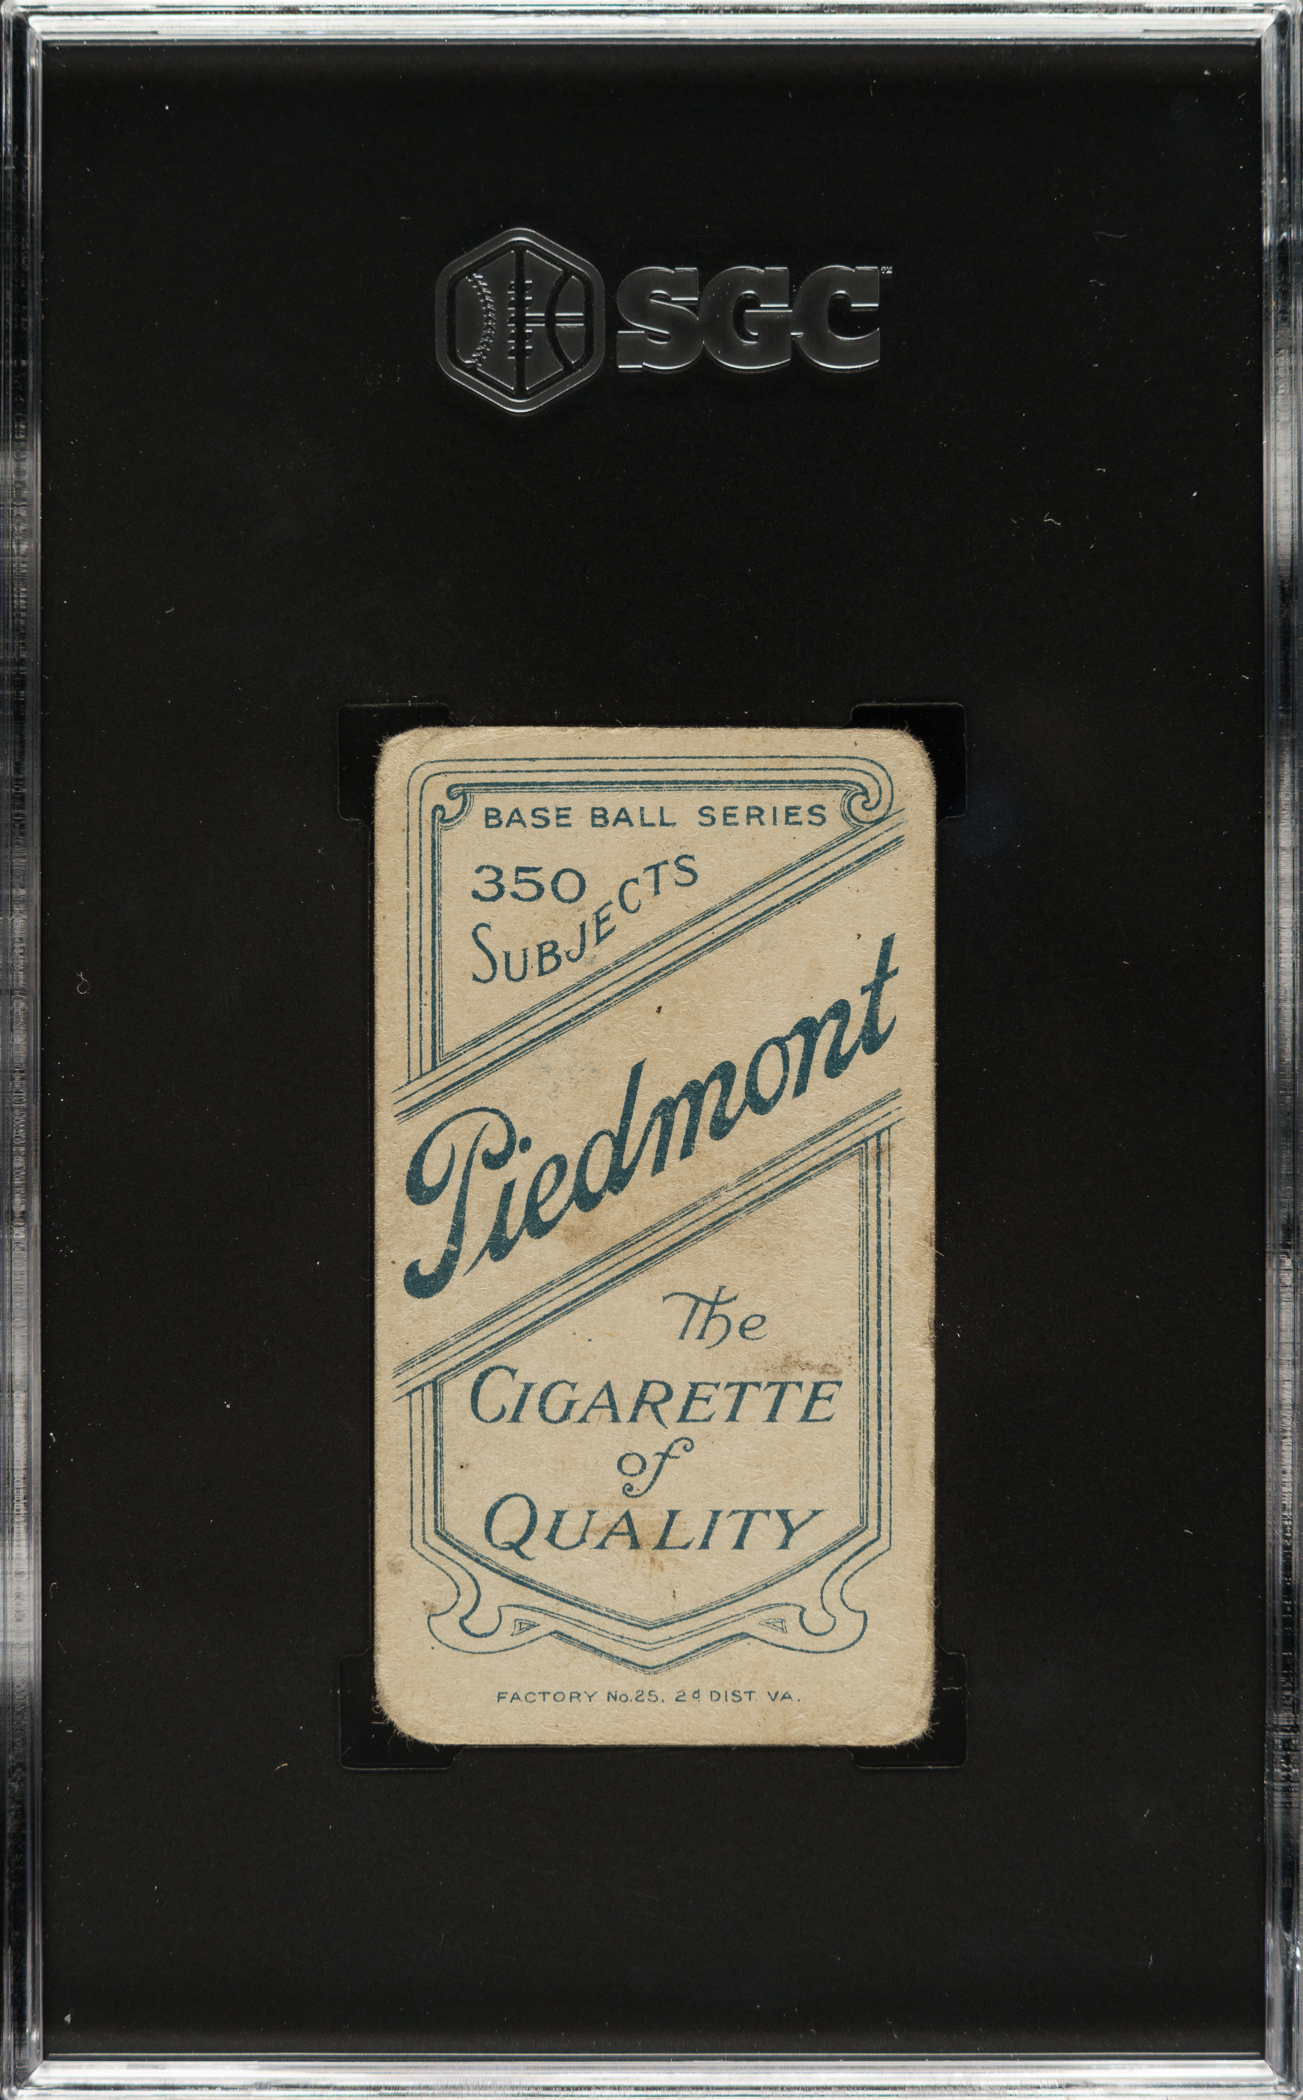 SGC
BASE BALL SERIES
350
SUBJECTS
Piedmont
The
CIGARETTE
of
QUALITY
FACTORY No.25, 2d DIST. VA.